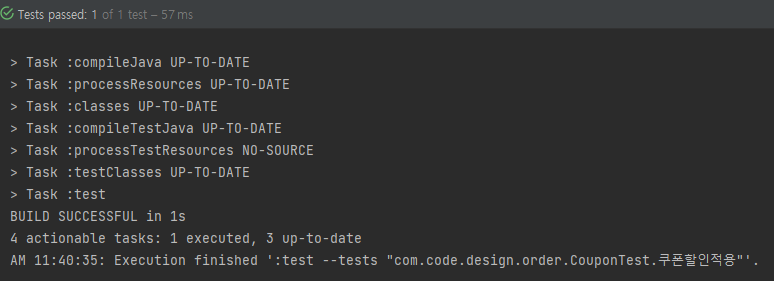 Tests passed: 1 of 1 test – 57 ms
> Task :compileJava UP-TO-DATE
> Task :processResources UP-TO-DATE
> Task :classes UP-TO-DATE
> Task :compileTestJava UP-TO-DATE
> Task :processTestResources NO-SOURCE
> Task :testClasses UP-TO-DATE
> Task :test
BUILD SUCCESSFUL in 1s
4 actionable tasks: 1 executed, 3 up-to-date
AM 11:40:35: Execution finished ':test --tests "com.code.design.order.CouponTest.쿠폰할인적용"'.